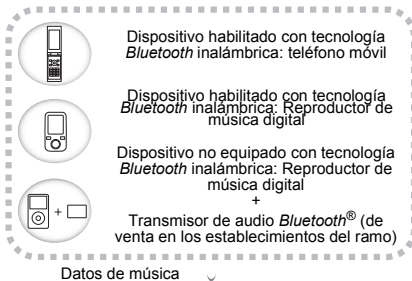 Dispositivo habilitado con tecnología
Bluetooth inalámbrica: teléfono móvil
Dispositivo habilitado con tecnología
Bluetooth inalámbrica: Reproductor de
música digital
Dispositivo no equipado con tecnología
Bluetooth inalámbrica: Reproductor de
música digital
+
+
Transmisor de audio Bluetooth® (de
venta en los establecimientos del ramo)
Datos de música